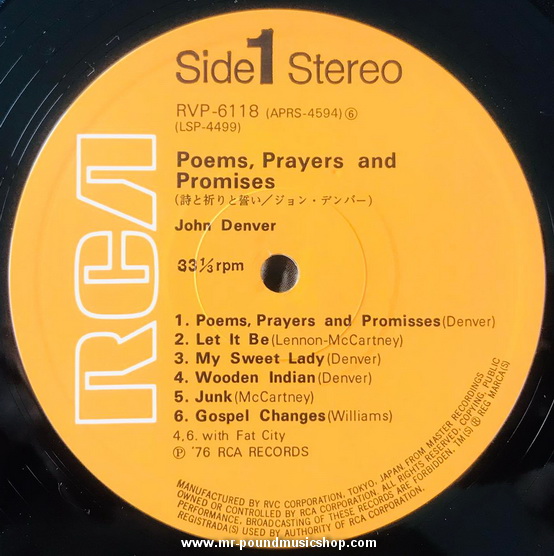 Side 1 Stereo
RVP-6118 (APRS-4594) ⑥
(LSP-4499)
Poems, Prayers and
Promises
(詩と祈りと誓い/ジョン・デンバー)
John Denver
33⅓rpm
RCA
1. Poems, Prayers and Promisses (Denver)
2. Let It Be (Lennon-McCartney)
3. My Sweet Lady (Denver)
4. Wooden Indian (Denver)
5. Junk (McCartney)
6. Gospel Changes (Williams)
4,6. with Fat City
Ⓟ '76 RCA RECORDS
MANUFACTURED BY RVC CORPORATION, TOKYO, JAPAN FROM MASTER RECORDINGS
OWNED OR CONTROLLED BY RCA CORPORATION. ALL RIGHTS RESERVED. COPYING, PUBLIC
PERFORMANCE, BROADCASTING OF THESE RECORDS ARE FORBIDDEN. TM(S) ® REG MARCA(S)
REGISTRADA(S) USED BY AUTHORITY OF RCA CORPORATION.
www.mr-poundmusicshop.com